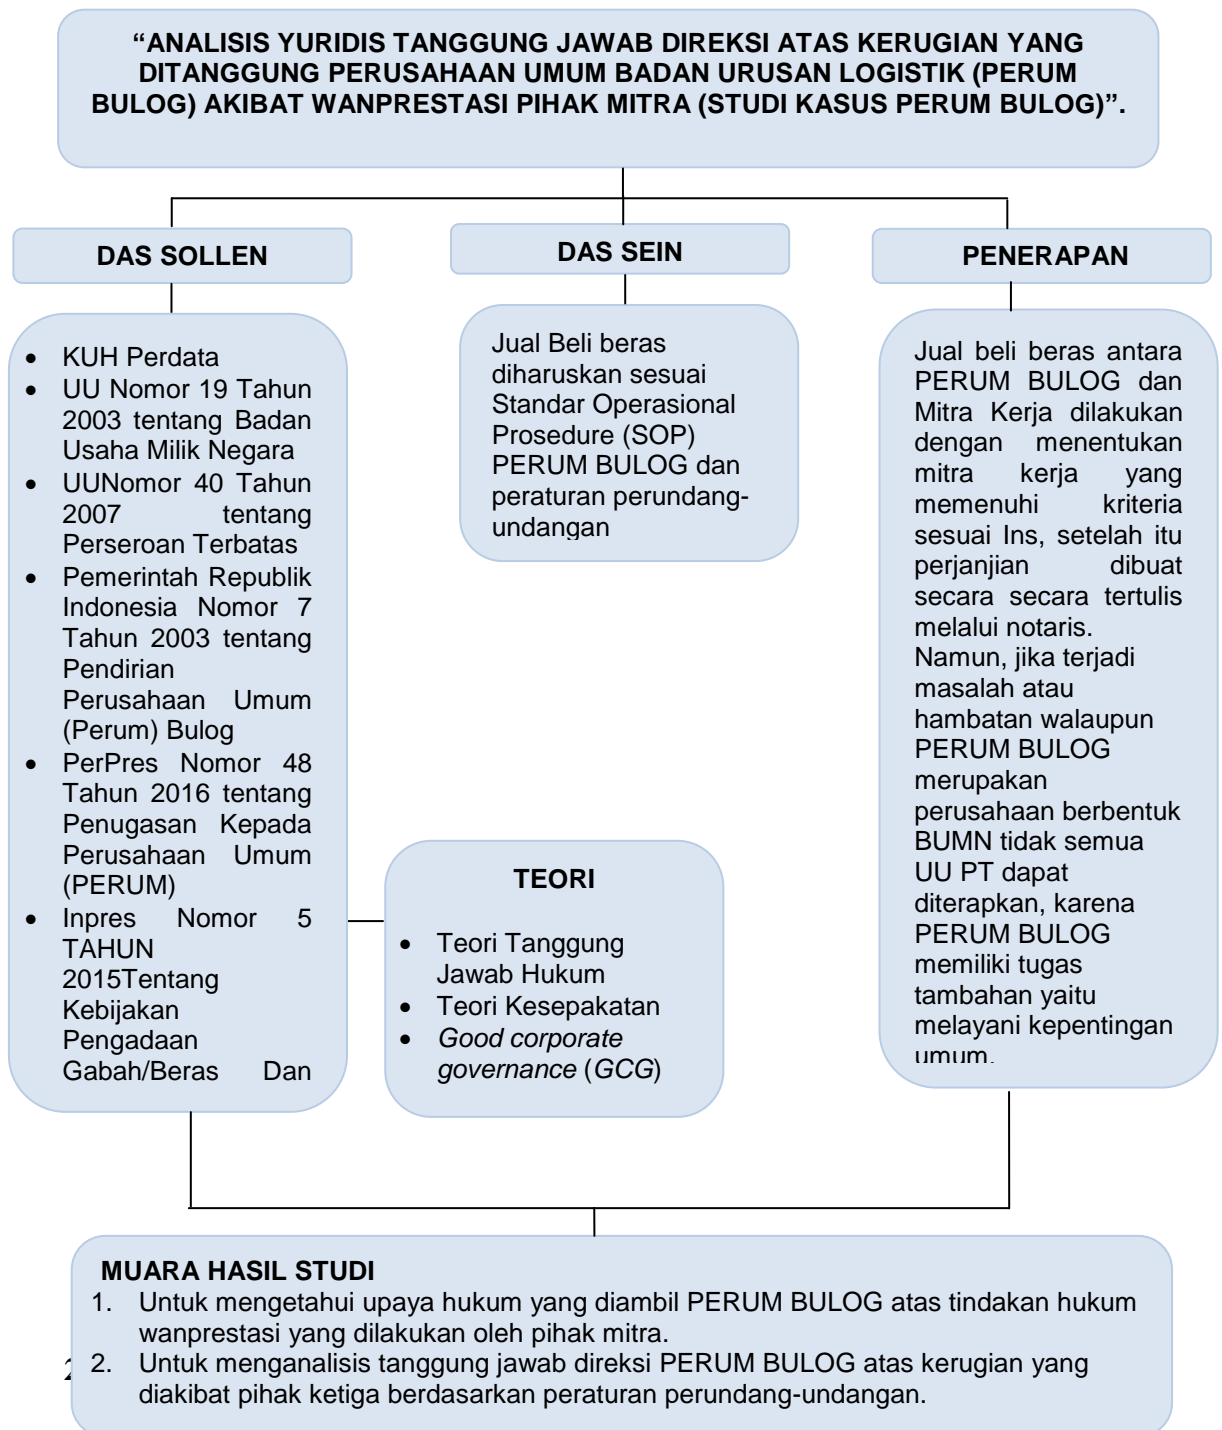 “ANALISIS YURIDIS TANGGUNG JAWAB DIREKSI ATAS KERUGIAN YANG
DITANGGUNG PERUSAHAAN UMUM BADAN URUSAN LOGISTIK (PERUM
BULOG) AKIBAT WANPRESTASI PIHAK MITRA (STUDI KASUS PERUM BULOG)”.
DAS SOLLEN
• KUH Perdata
• UU Nomor 19 Tahun
2003 tentang Badan
Usaha Milik Negara
• UUNomor 40 Tahun
2007 tentang
Perseroan Terbatas
• Pemerintah Republik
Indonesia Nomor 7
Tahun 2003 tentang
Pendirian
Perusahaan Umum
(Perum) Bulog
• PerPres Nomor 48
Tahun 2016 tentang
Penugasan Kepada
Perusahaan Umum
(PERUM)
• Inpres Nomor 5
TAHUN
2015Tentang
Kebijakan
Pengadaan
Gabah/Beras Dan
DAS SEIN
Jual Beli beras
diharuskan sesuai
Standar Operasional
Prosedure (SOP)
PERUM BULOG dan
peraturan perundang-
undangan
TEORI
• Teori Tanggung
Jawab Hukum
• Teori Kesepakatan
• Good corporate
governance (GCG)
PENERAPAN
Jual beli beras antara
PERUM BULOG dan
Mitra Kerja dilakukan
dengan menentukan
mitra kerja yang
memenuhi kriteria
sesuai Ins, setelah itu
perjanjian dibuat
secara secara tertulis
melalui notaris.
Namun, jika terjadi
masalah atau
hambatan walaupun
PERUM BULOG
merupakan
perusahaan berbentuk
BUMN tidak semua
UU PT dapat
diterapkan, karena
PERUM BULOG
memiliki tugas
tambahan yaitu
melayani kepentingan
umum.
MUARA HASIL STUDI
1. Untuk mengetahui upaya hukum yang diambil PERUM BULOG atas tindakan hukum
wanprestasi yang dilakukan oleh pihak mitra.
2. Untuk menganalisis tanggung jawab direksi PERUM BULOG atas kerugian yang
diakibat pihak ketiga berdasarkan peraturan perundang-undangan.